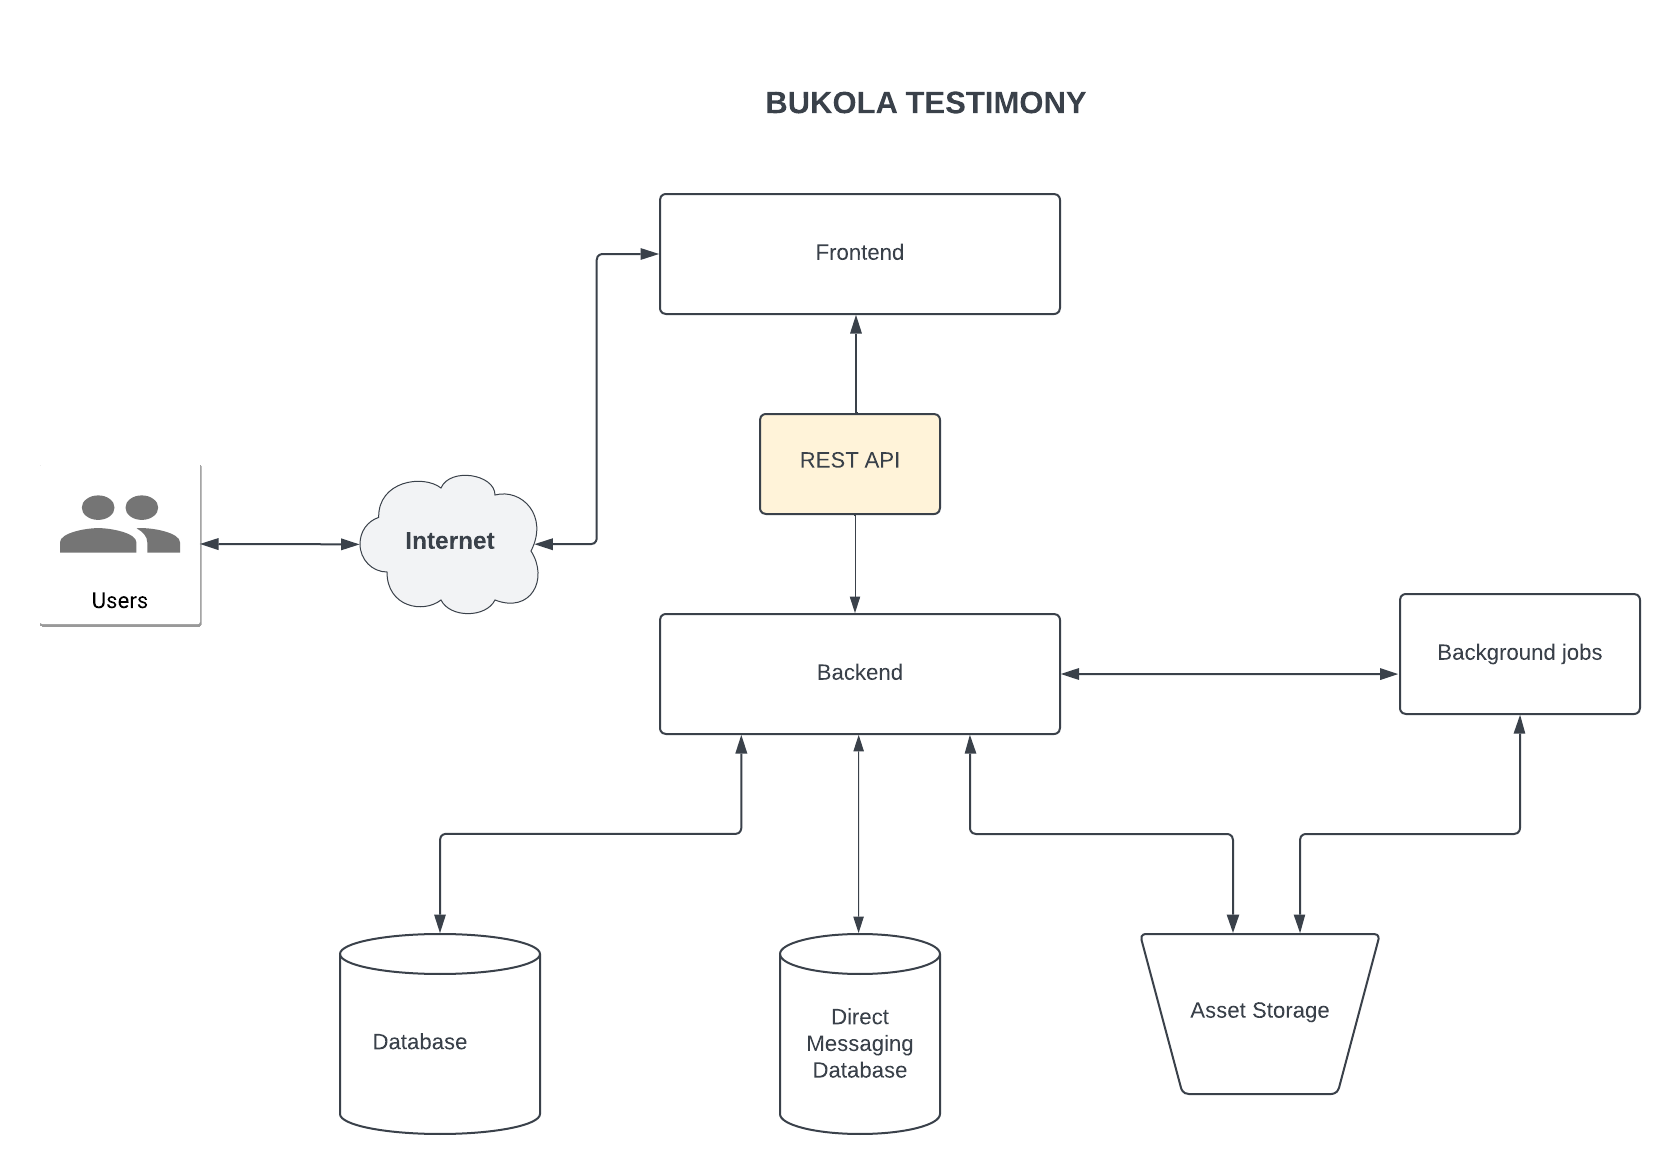 BUKOLA TESTIMONY
Frontend
REST API
Internet
Users
Backend
Background jobs
Database
Direct
Messaging
Database
Asset Storage